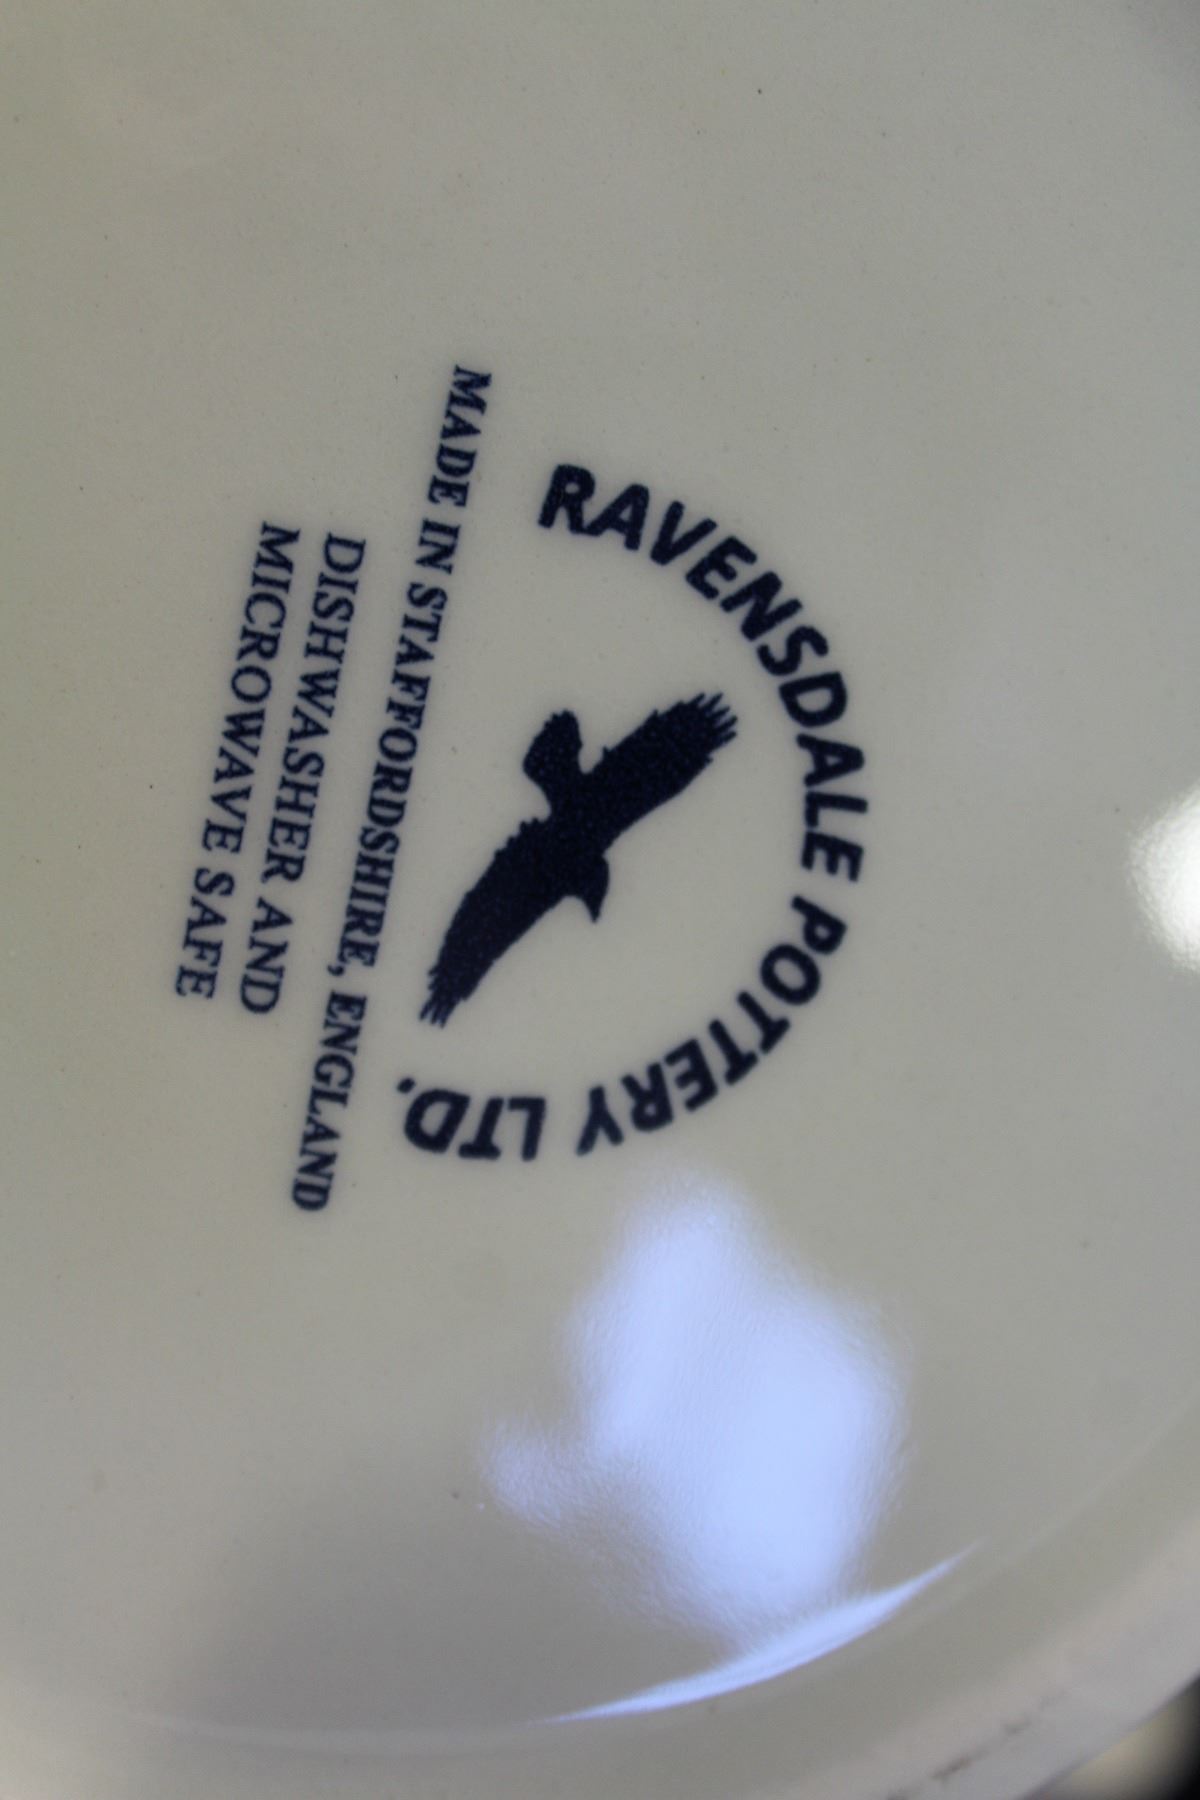 RAVENSDALE POTTERY LTD.
MADE IN STAFFORDSHIRE, ENGLAND
DISHWASHER AND
MICROWAVE SAFE